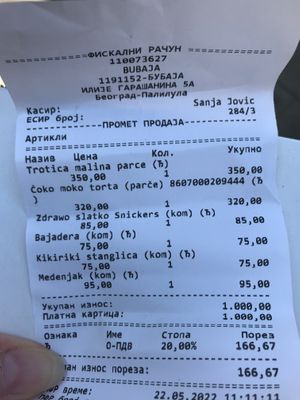 ============ФИСКАЛНИ РАЧУН============
110073627
BUBAJA
1191152-БУБАЈА
ИЛИЈЕ ГАРАШАНИНА 5А
Београд-Палилула
Касир: Sanja Jovic
ЕСИР број: 284/3
-------------ПРОМЕТ ПРОДАЈА-------------
Артикли
========================================
Назив Цена Кол. Укупно
Trotica malina parce (Ђ)
350,00 1 350,00
Čoko moko torta (parče) 8607000209444 (Ђ
)
320,00 1 320,00
Zdravo slatko Snickers (kom) (Ђ)
85,00 1 85,00
Bajadera (kom) (Ђ)
75,00 1 75,00
Kikiriki stanglica (kom) (Ђ)
75,00 1 75,00
Medenjak (kom) (Ђ)
95,00 1 95,00
----------------------------------------
Укупан износ: 1.000,00
Платна картица: 1.000,00
========================================
Ознака Име Стопа Порез
Ђ О-ПДВ 20,00% 166,67
----------------------------------------
износ пореза: 166,67
========================================
време: 22.05.2022 11:11:11